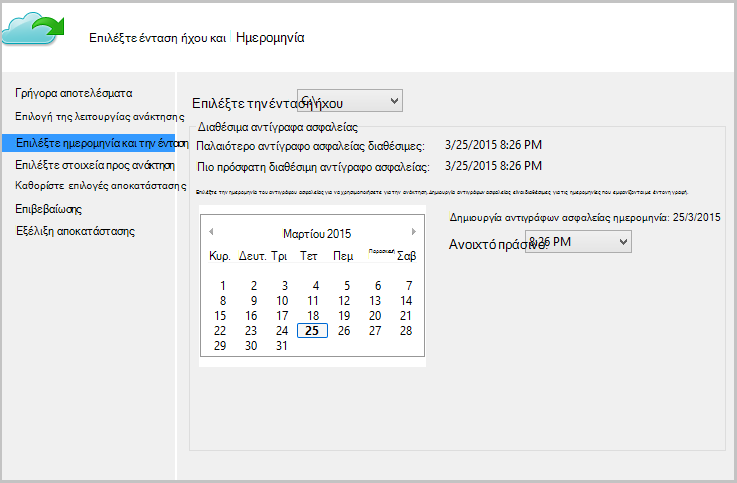 Επιλέξτε ένταση ήχου και Ημερομηνία
Γρήγορα αποτελέσματα
Επιλογή της λειτουργίας ανάκτησης
Επιλέξτε ημερομηνία και την ένταση
Επιλέξτε στοιχεία προς ανάκτηση
Καθορίστε επιλογές αποκατάστασης
Επιβεβαίωσης
Εξέλιξη αποκατάστασης
Επιλέξτε την ένταση ήχου C:\
Διαθέσιμα αντίγραφα ασφαλείας
Παλαιότερο αντίγραφο ασφαλείας διαθέσιμες: 3/25/2015 8:26 PM
Πιο πρόσφατη διαθέσιμη αντίγραφο ασφαλείας: 3/25/2015 8:26 PM
Επιλέξτε την ημερομηνία του αντιγράφου ασφαλείας για να χρησιμοποιήσετε για την ανάκτηση. Δημιουργία αντιγράφων ασφαλείας είναι διαθέσιμες για τις ημερομηνίες που εμφανίζονται με έντονη γραφή.
Μαρτίου 2015
Κυρ. Δευτ. Τρι Τετ Πεμ Παρασκευή Σαβ
1 2 3 4 5 6 7
8 9 10 11 12 13 14
15 16 17 18 19 20 21
22 23 24 25 26 27 28
29 30 31
Δημιουργία αντιγράφων ασφαλείας ημερομηνία: 25/3/2015
Ανοιχτό πράσινο: 8:26 PM